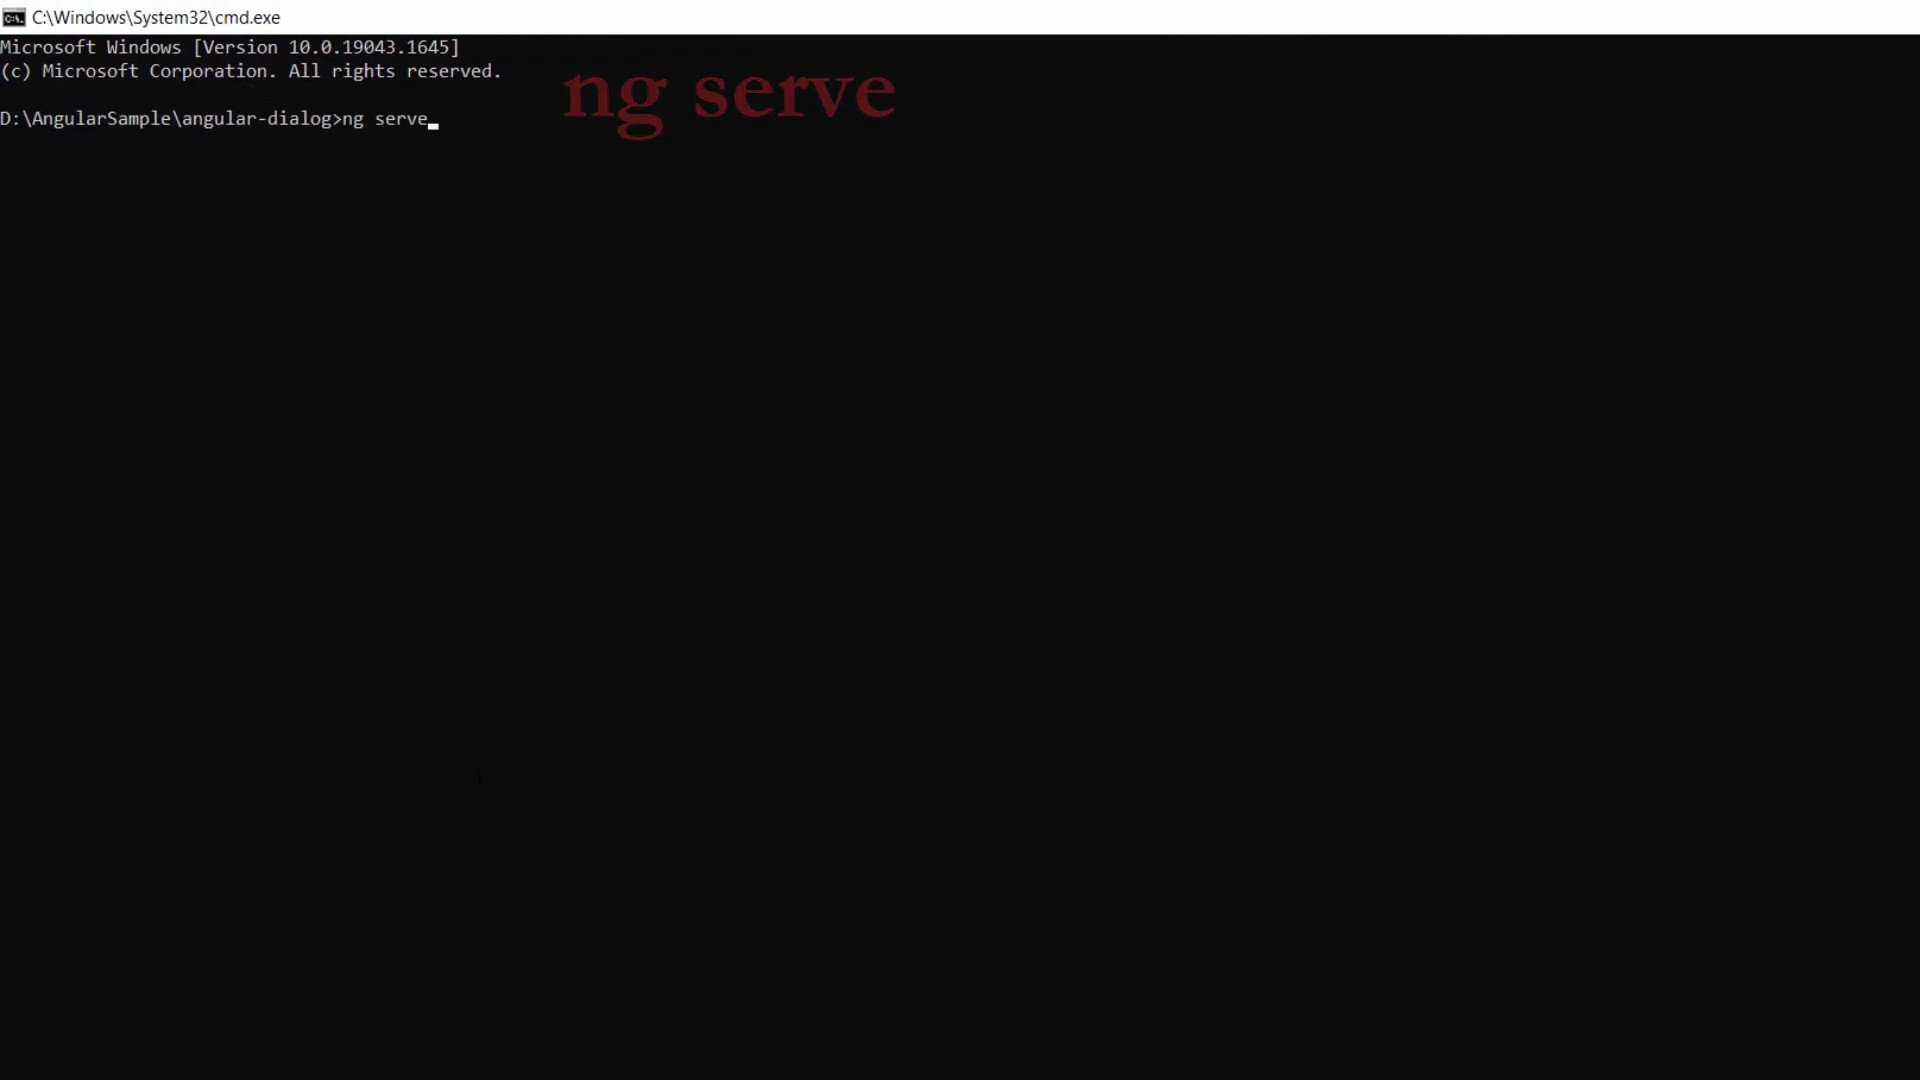 C:\Windows\System32\cmd.exe
Microsoft Windows [Version 10.0.19043.1645]
(c) Microsoft Corporation. All rights reserved.
ng serve
D:\AngularSample\angular-dialog>ng serve